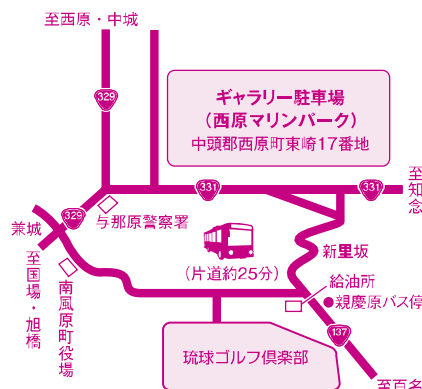 至西原・中城
329
ギャラリー駐車場
（西原マリンパーク）
中頭郡西原町東崎17番地
331
331
至知念
329
与那原警察署
兼城
至国場・旭橋
南風原町役場
（片道約25分）
新里坂
給油所
親慶原バス停
137
琉球ゴルフ倶楽部
至百名